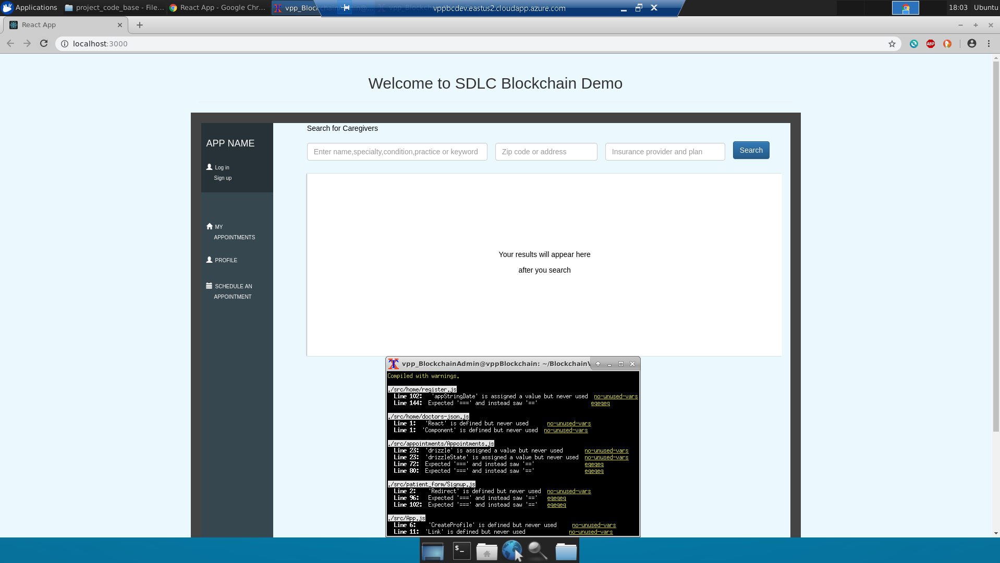 Applications
project_code_base - File...
React App - Google Chr...
vpp_Bloc
vppbcdev.eastus2.cloudapp.azure.com
18:03 Ubuntu
React App
localhost:3000
ABP
Welcome to SDLC Blockchain Demo
APP NAME
Log in
Sign up
MY
APPOINTMENTS
PROFILE
SCHEDULE AN
APPOINTMENT
Search for Caregivers
Enter name,specialty,condition,practice or keyword
Zip code or address
Insurance provider and plan
Search
Your results will appear here
after you search
vpp_BlockchainAdmin@vppBlockchain: ~/BlockchainV
Compiled with warnings.
./src/home/register.js
Line 102: 'appStringDate' is assigned a value but never used no-unused-vars
Line 144: Expected '===' and instead saw '==' eqeqeq
./src/home/doctors-json.js
Line 1: 'React' is defined but never used no-unused-vars
Line 1: 'Component' is defined but never used no-unused-vars
./src/appointments/Appointments.js
Line 23: 'drizzle' is assigned a value but never used no-unused-vars
Line 23: 'drizzleState' is assigned a value but never used no-unused-vars
Line 72: Expected '===' and instead saw '==' eqeqeq
Line 80: Expected '===' and instead saw '==' eqeqeq
./src/patient_form/Signup.js
Line 2: 'Redirect' is defined but never used no-unused-vars
Line 96: Expected '===' and instead saw '==' eqeqeq
Line 102: Expected '===' and instead saw '==' eqeqeq
./src/App.js
Line 6: 'CreateProfile' is defined but never used no-unused-vars
Line 11: 'Link' is defined but never used no-unused-vars
$_